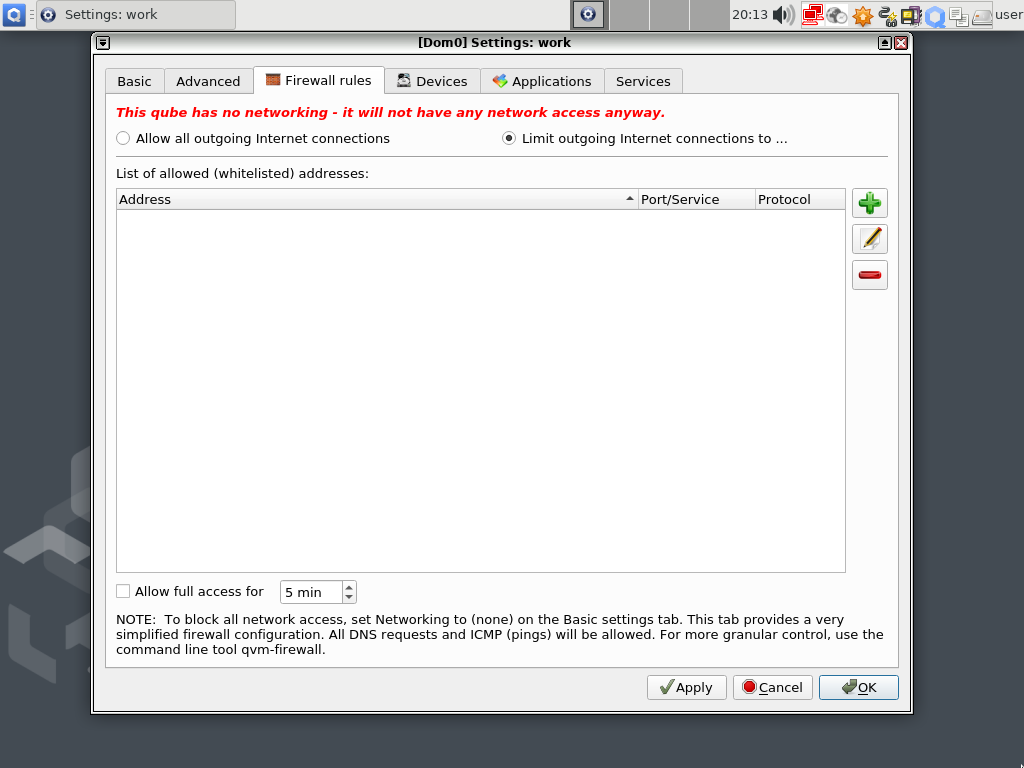 Settings: work
20:13
user
[Dom0] Settings: work
Basic
Advanced
Firewall rules
Devices
Applications
Services
This qube has no networking - it will not have any network access anyway.
Allow all outgoing Internet connections
Limit outgoing Internet connections to ...
List of allowed (whitelisted) addresses:
Address
Port/Service
Protocol
Allow full access for
5 min
NOTE:  To block all network access, set Networking to (none) on the Basic settings tab. This tab provides a very
simplified firewall configuration. All DNS requests and ICMP (pings) will be allowed. For more granular control, use the
command line tool qvm-firewall.
Apply
Cancel
OK